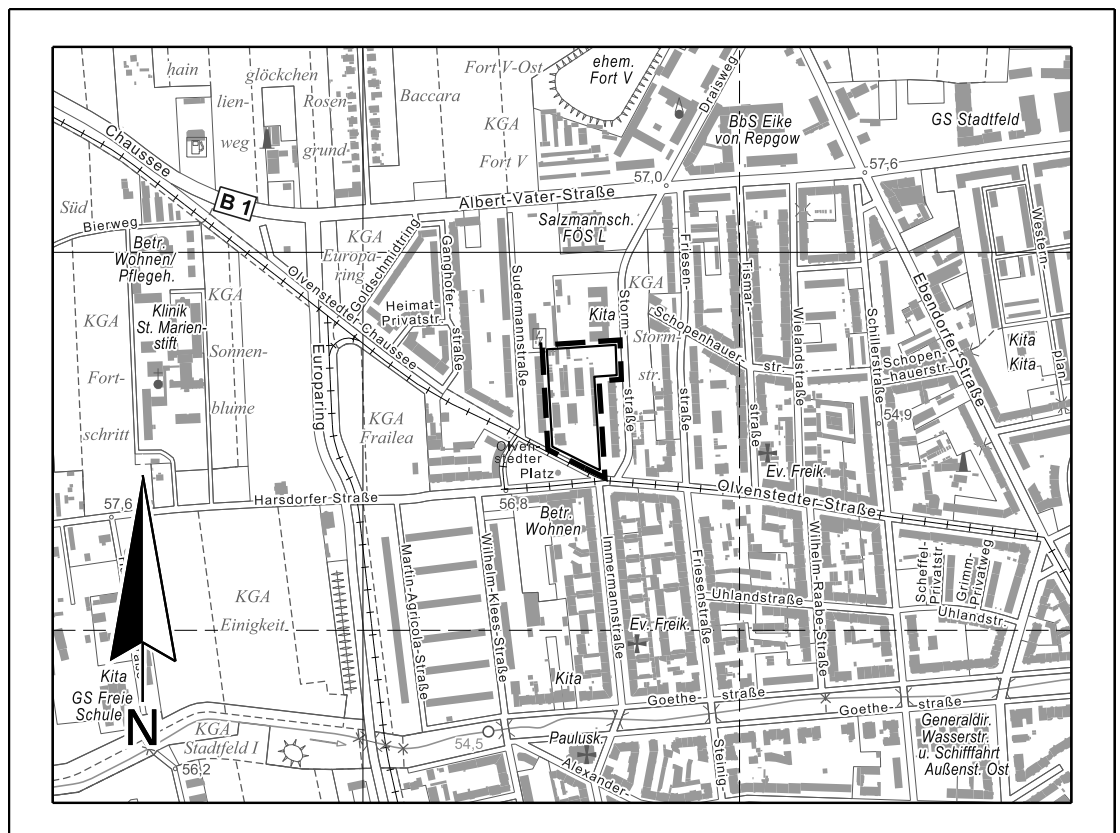 hain
glöckchen
lien-
weg
Rosen-
grund
Baccara
Fort V-Ost
ehem.
Fort V
KGA
Fort V
Draisweg
BbS Eike
von Repgow
GS Stadtfeld
57,6
57,0
Chaussee
B 1
Albert-Vater-Straße
Süd
Bierweg
Betr.
Wohnen/
Pflegeh.
KGA
Europa-
ring
Goldschmidtring
Ganghofer-
straße
Heimat-
Privatstr.
Salzmannsch.
FÖS L
Sudermannstraße
KGA
Storm-
str.
Kita
Storm-
straße
Friesen-
straße
Tismar-
straße
Wielandstraße
Schopenhauer-
str.
Schillerstraße
Schopen-
hauerstr.
Ebendorfer Straße
Western-
plan
Kita
Kita
54,9
Olvenstedter Chaussee
Europaring
Klinik
St. Marien-
stift
KGA
Sonnen-
blume
KGA
Fort-
schritt
KGA
Frailea
Olven-
stedter
Platz
Ev. Freik.
Olvenstedter Straße
Harsdorfer Straße
57,6
56,8
Betr.
Wohnen
Martin-Agricola-Straße
Wilhelm-Klees-Straße
Immermannstraße
Friesenstraße
Uhlandstraße
Wilhelm-Raabe-Straße
Scheffel-
Privatstr.
Grimm-
Privatweg
Uhlandstr.
KGA
Einigkeit
Ev. Freik.
Kita
Kita
GS Freie
Schule
N
Goethe-
straße
Goethe-
straße
KGA
Stadtfeld I
54,5
56,2
Paulusk.
Alexander-
Steinig-
Generaldir.
Wasserstr.
u. Schifffahrt
Außenst. Ost